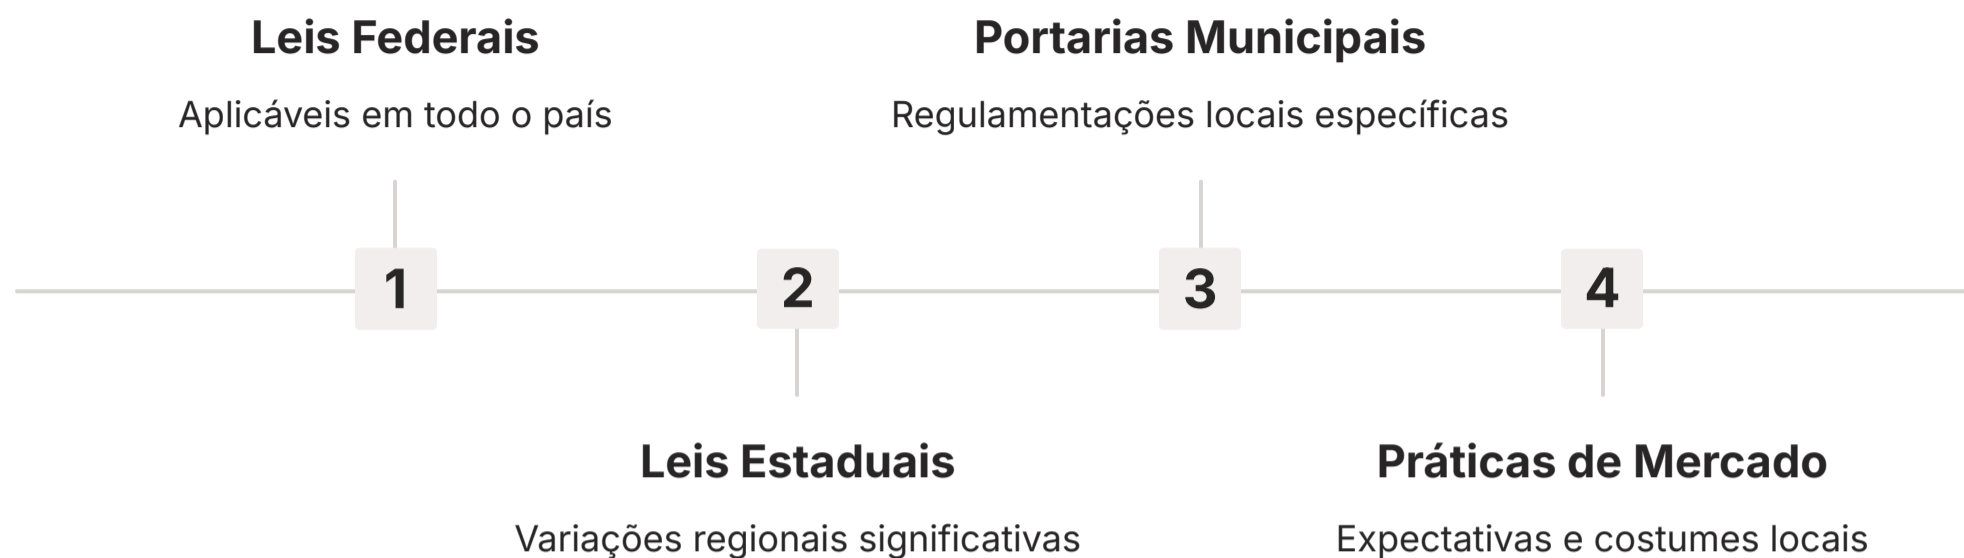 Leis Federais
Aplicáveis em todo o país
1
Leis Estaduais
Variações regionais significativas
2
Portarias Municipais
Regulamentações locais específicas
3
Práticas de Mercado
Expectativas e costumes locais
4